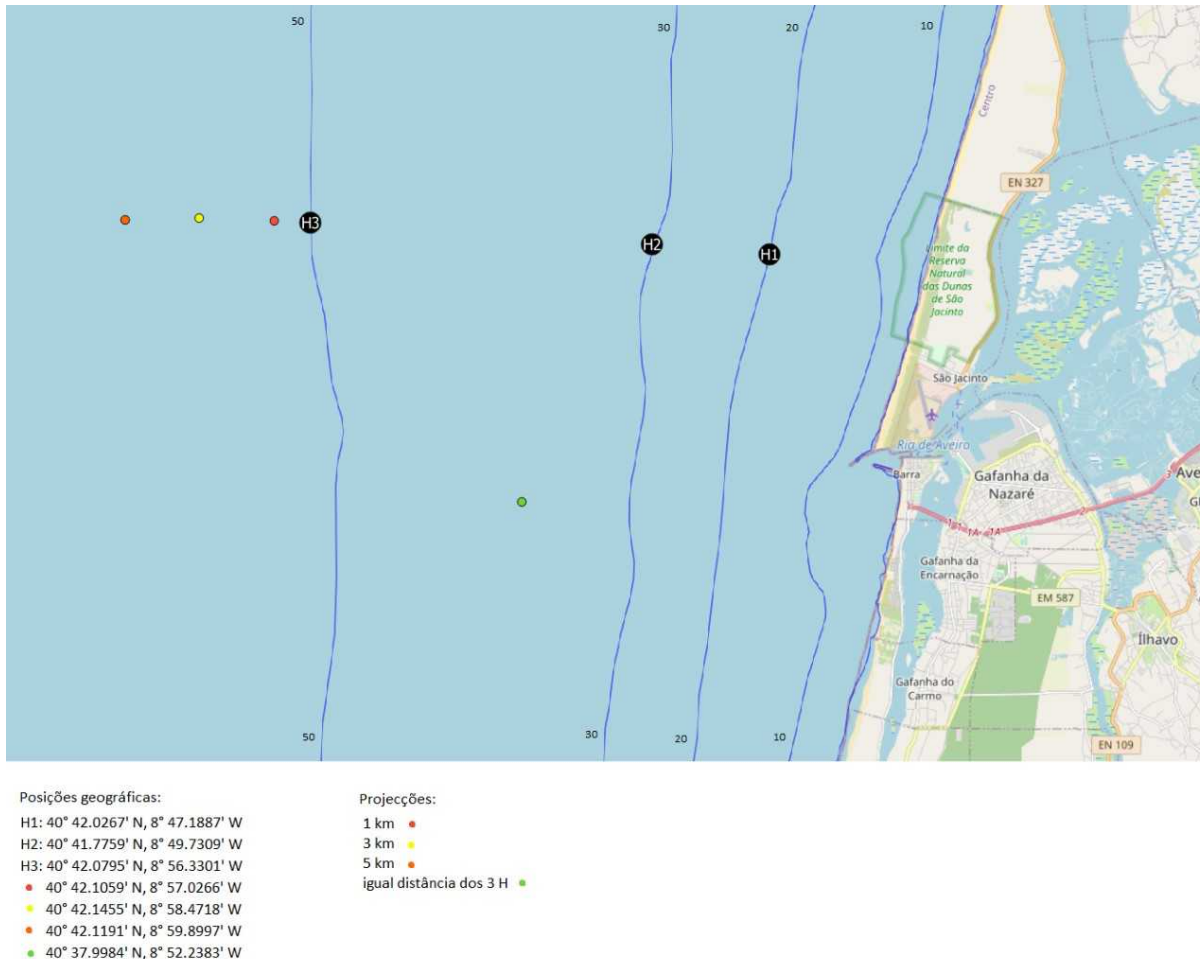 50
30
20
10
Centro
EN 327
H3
H2
H1
Limite da
Reserva
Natural
das Dunas
de São
Jacinto
São Jacinto
Ria de Aveiro
Barra
Gafanha da
Nazaré
Ave
1A
1A
2
3
Gafanha da
Encarnação
EM 587
Ílhavo
Gafanha do
Carmo
50
30
20
10
EN 109
Posições geográficas:
H1: 40° 42.0267' N, 8° 47.1887' W
H2: 40° 41.7759' N, 8° 49.7309' W
H3: 40° 42.0795' N, 8° 56.3301' W
40° 42.1059' N, 8° 57.0266' W
40° 42.1455' N, 8° 58.4718' W
40° 42.1191' N, 8° 59.8997' W
40° 37.9984' N, 8° 52.2383' W
Projecções:
1 km
3 km
5 km
igual distância dos 3 H